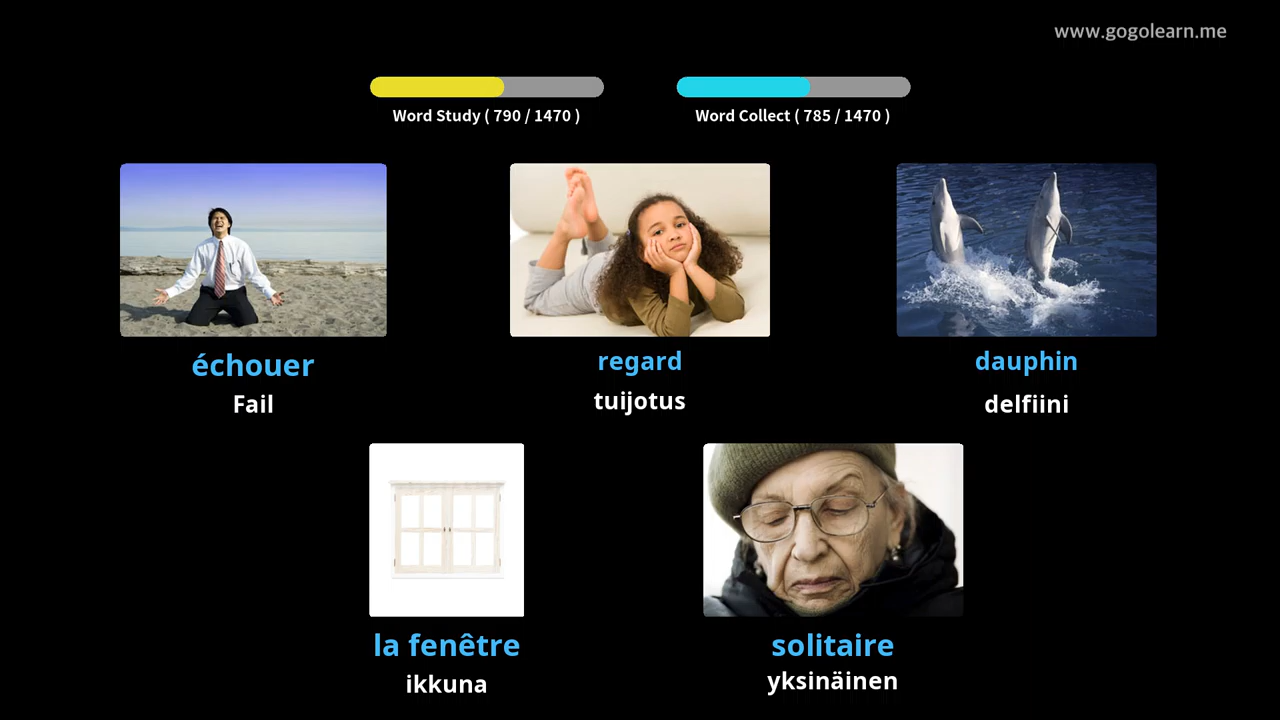 www.gogolearn.me
Word Study ( 790 / 1470 )
Word Collect ( 785 / 1470 )
échouer
Fail
regard
tuijotus
dauphin
delfiini
la fenêtre
ikkuna
solitaire
yksinäinen